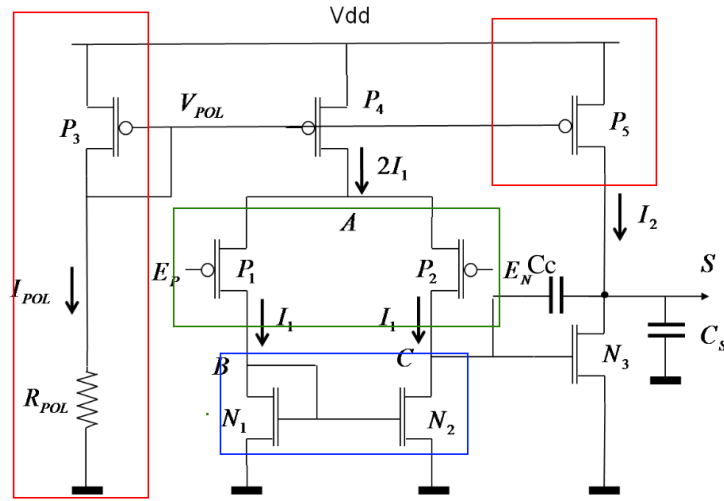 Vdd
P3
VPOL
P4
P5
2I1
A
I2
EP
P1
P2
EN
Cc
S
IPOL
I1
I1
CS
B
C
N3
RPOL
N1
N2